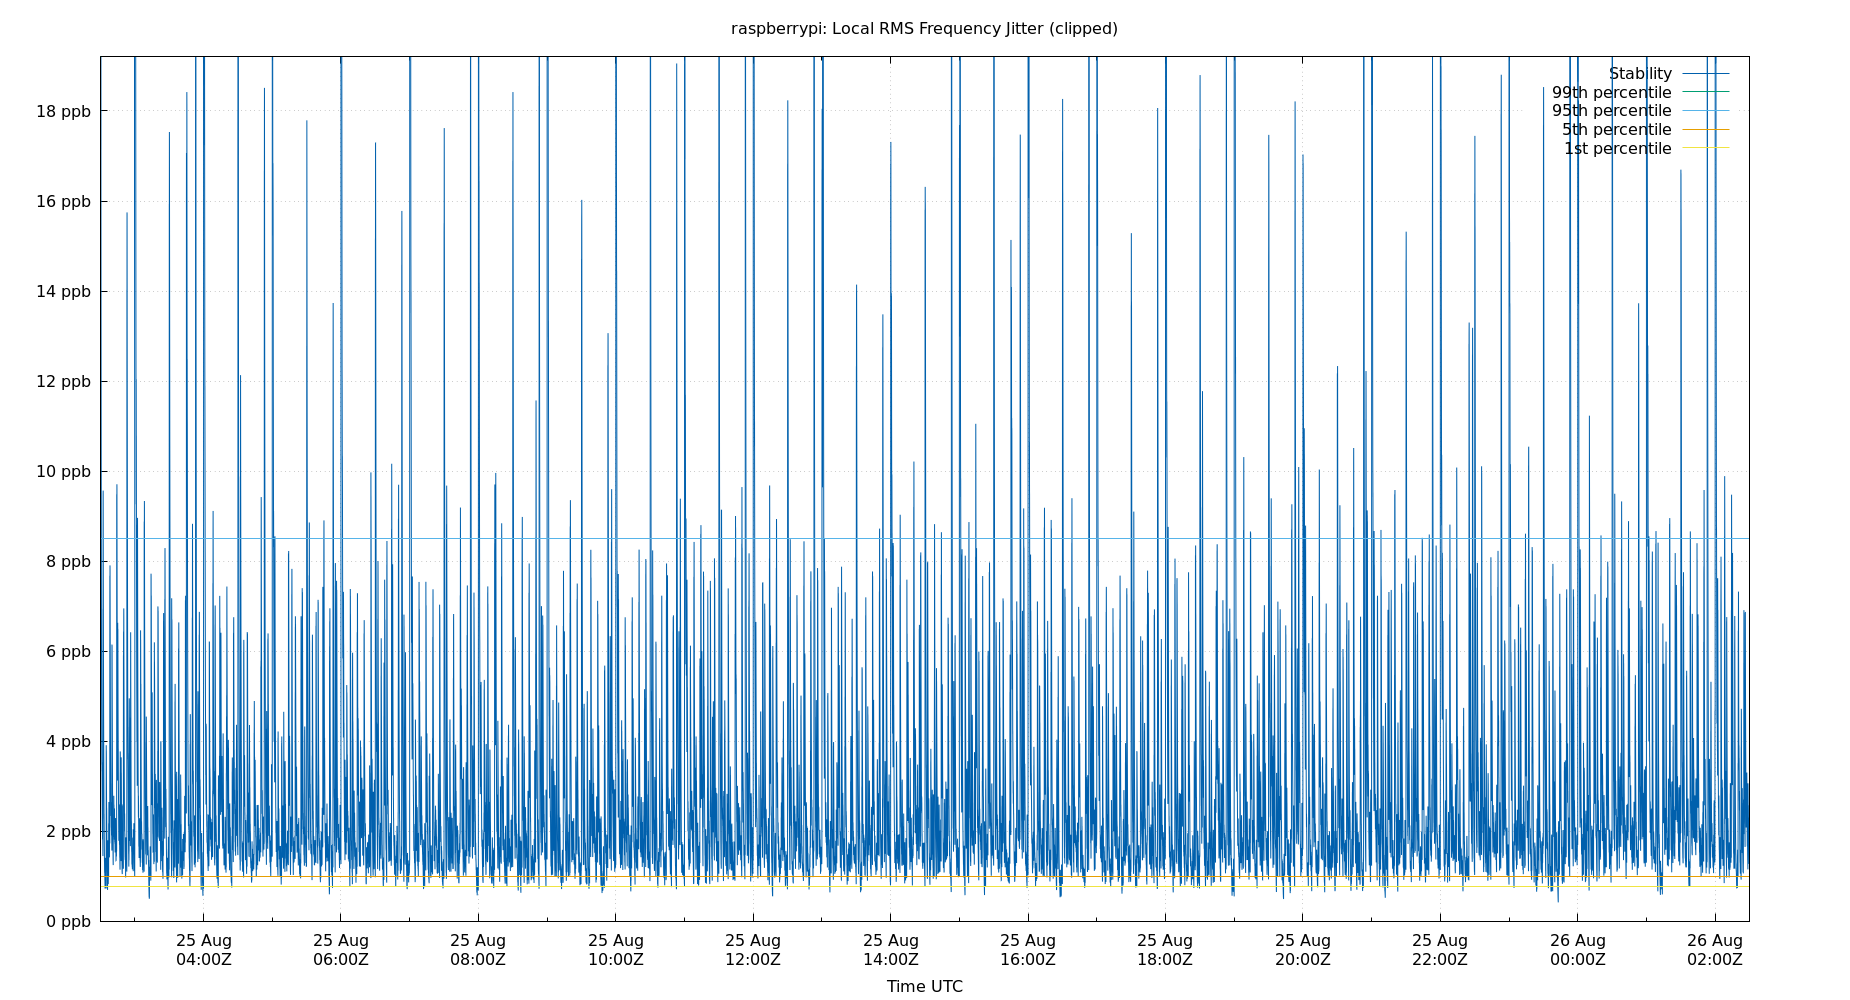 raspberrypi: Local RMS Frequency Jitter (clipped)
Stability
99th percentile
95th percentile
5th percentile
1st percentile
18 ppb
16 ppb
14 ppb
12 ppb
10 ppb
8 ppb
6 ppb
4 ppb
2 ppb
0 ppb
25 Aug 25 Aug 25 Aug 25 Aug 25 Aug 25 Aug 25 Aug 25 Aug 25 Aug 25 Aug 26 Aug 26 Aug
04:00Z 06:00Z 08:00Z 10:00Z 12:00Z 14:00Z 16:00Z 18:00Z 20:00Z 22:00Z 00:00Z 02:00Z
Time UTC